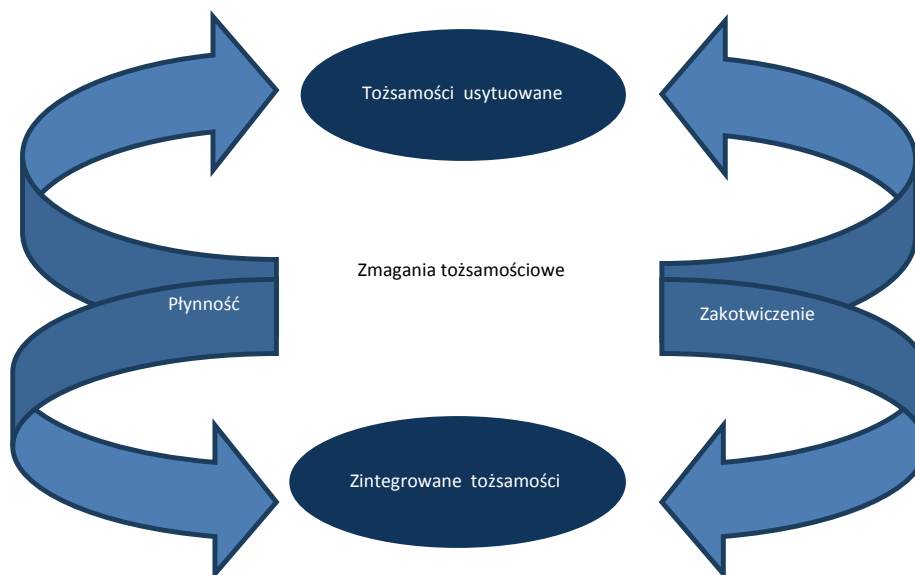 Tożsamości usytuowane
Zmagania tożsamościowe
Płynność
Zakotwiczenie
Zintegrowane tożsamości